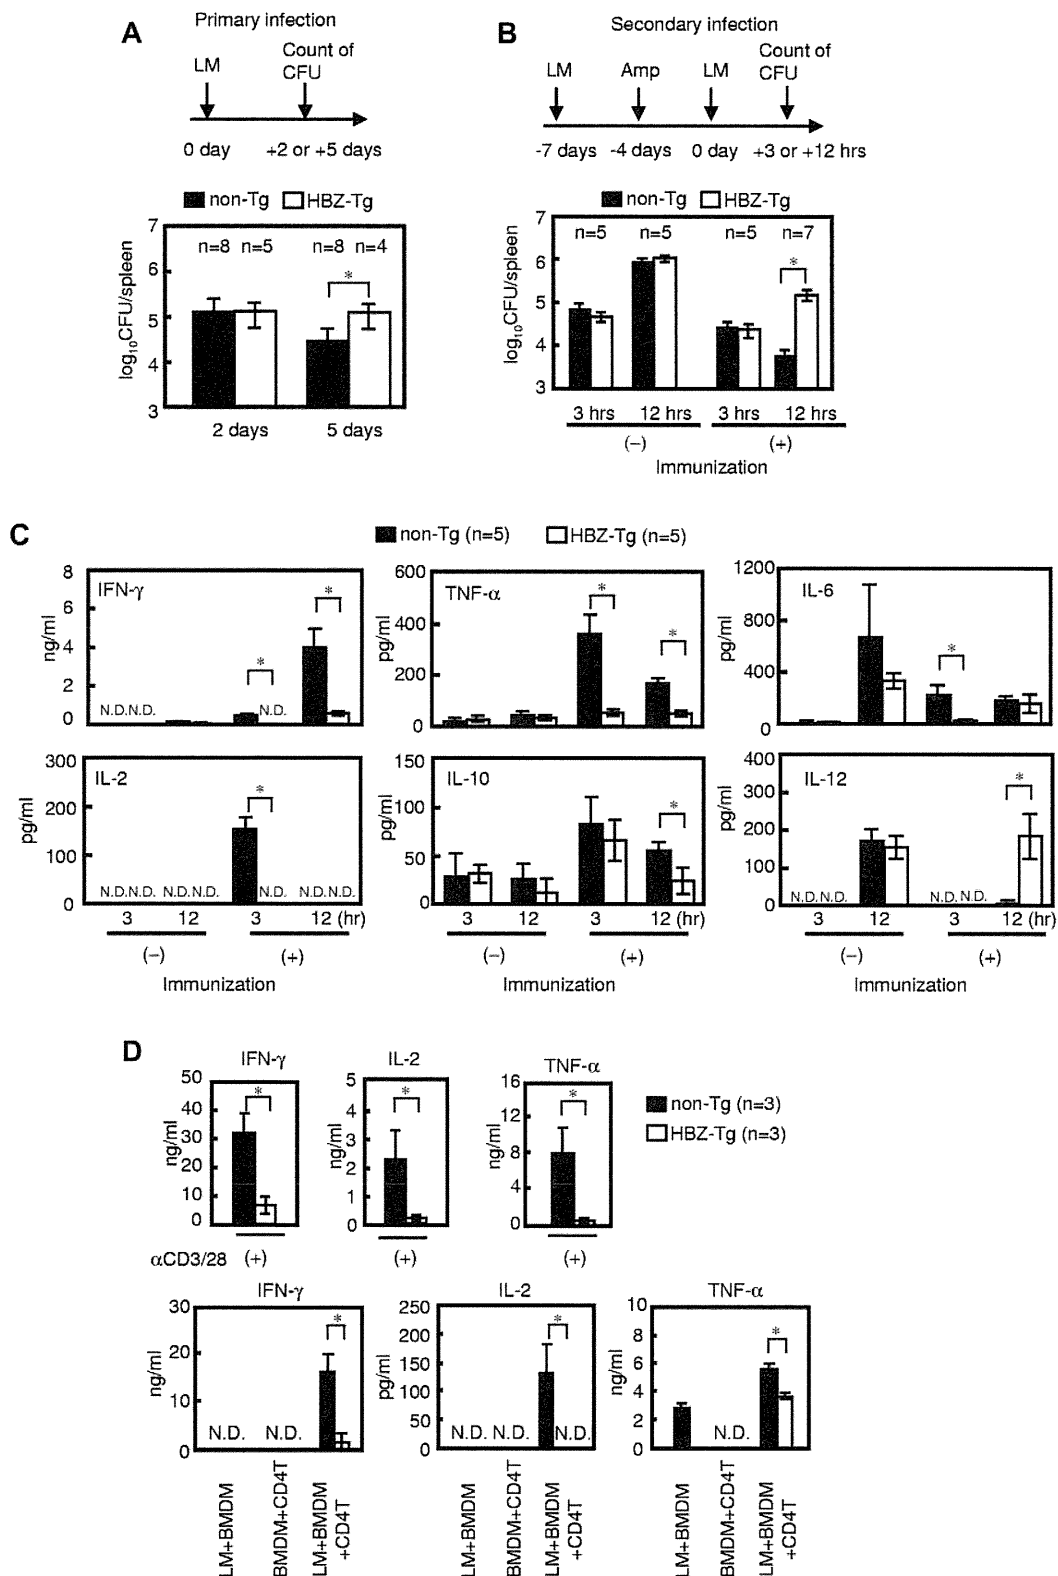 A
Primary infection
LM
Count of
CFU
0 day
+2 or +5 days
non-Tg
HBZ-Tg
log10CFU/spleen
7
6
5
4
3
n=8
n=5
n=8
n=4
*
2 days
5 days
B
Secondary infection
LM
Amp
LM
Count of
CFU
-7 days
-4 days
0 day
+3 or +12 hrs
non-Tg
HBZ-Tg
log10CFU/spleen
7
6
5
4
3
n=5
n=5
n=5
n=7
*
3 hrs
12 hrs
3 hrs
12 hrs
(−)
(+)
Immunization
C
non-Tg (n=5)
HBZ-Tg (n=5)
IFN-γ
ng/ml
8
6
4
2
0
N.D.N.D.
*
N.D.
*
TNF-α
pg/ml
600
400
200
0
*
*
IL-6
pg/ml
1200
800
400
0
*
IL-2
pg/ml
300
200
100
0
N.D.N.D.
N.D.N.D.
*
N.D.
N.D.N.D.
3
12
3
12 (hr)
(−)
(+)
Immunization
IL-10
pg/ml
150
100
50
0
*
3
12
3
12 (hr)
(−)
(+)
Immunization
IL-12
pg/ml
400
300
200
100
0
N.D.N.D.
N.D.N.D.
*
3
12
3
12 (hr)
(−)
(+)
Immunization
D
IFN-γ
ng/ml
50
40
30
20
10
0
*
IL-2
ng/ml
5
4
3
2
1
0
*
TNF-α
ng/ml
16
12
8
4
0
*
non-Tg (n=3)
HBZ-Tg (n=3)
αCD3/28
(+)
(+)
(+)
IFN-γ
ng/ml
30
20
10
0
N.D.
N.D.
*
LM+BMDM
BMDM+CD4T
LM+BMDM
+CD4T
IL-2
pg/ml
250
200
150
100
50
0
N.D.
N.D.
*
N.D.
LM+BMDM
BMDM+CD4T
LM+BMDM
+CD4T
TNF-α
ng/ml
10
8
6
4
2
0
N.D.
*
LM+BMDM
BMDM+CD4T
LM+BMDM
+CD4T